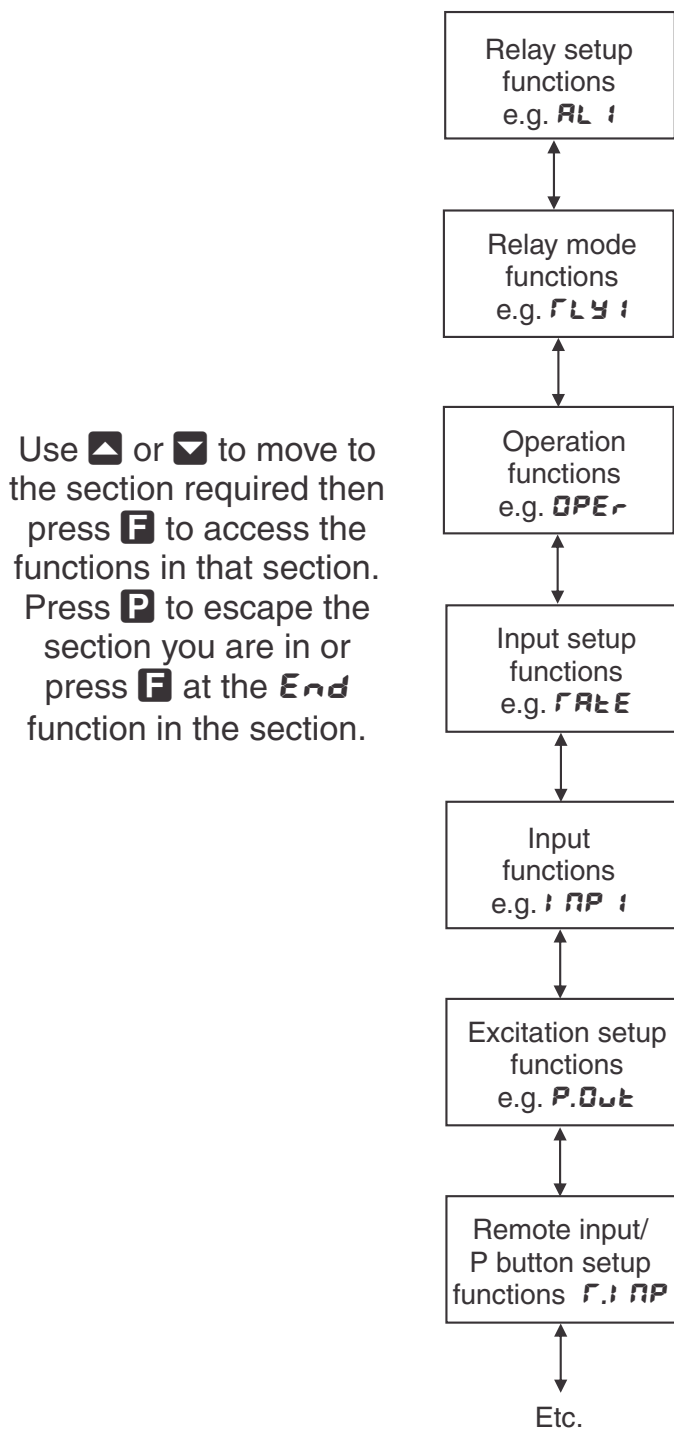 Relay setup
functions
e.g. AL 1
Relay mode
functions
e.g. rLY1
Operation
functions
e.g. OPEr
Input setup
functions
e.g. rAtE
Input
functions
e.g. INP 1
Excitation setup
functions
e.g. P.Out
Remote input/
P button setup
functions r.INP
Etc.
Use ▲ or ▼ to move to
the section required then
press F to access the
functions in that section.
Press P to escape the
section you are in or
press F at the End
function in the section.